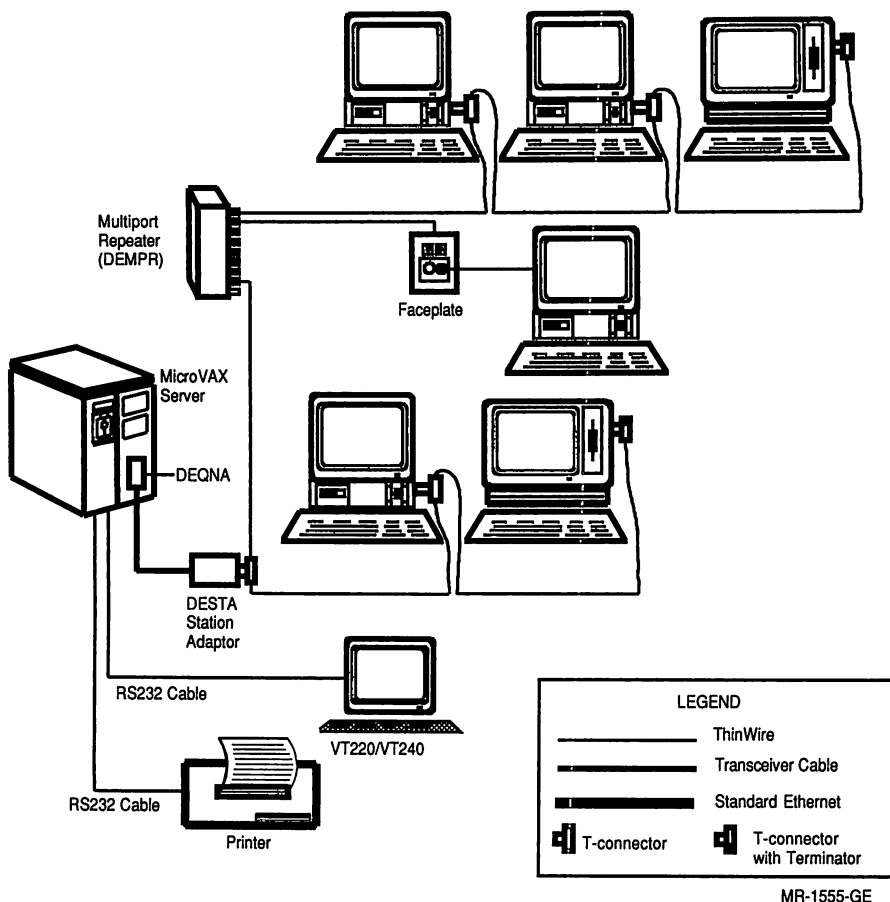 Multiport
Repeater
(DEMPR)
Faceplate
MicroVAX
Server
DEQNA
DESTA
Station
Adaptor
RS232 Cable
VT220/VT240
RS232 Cable
Printer
LEGEND
ThinWire
Transceiver Cable
Standard Ethernet
T-connector
T-connector
with Terminator
MR-1555-GE